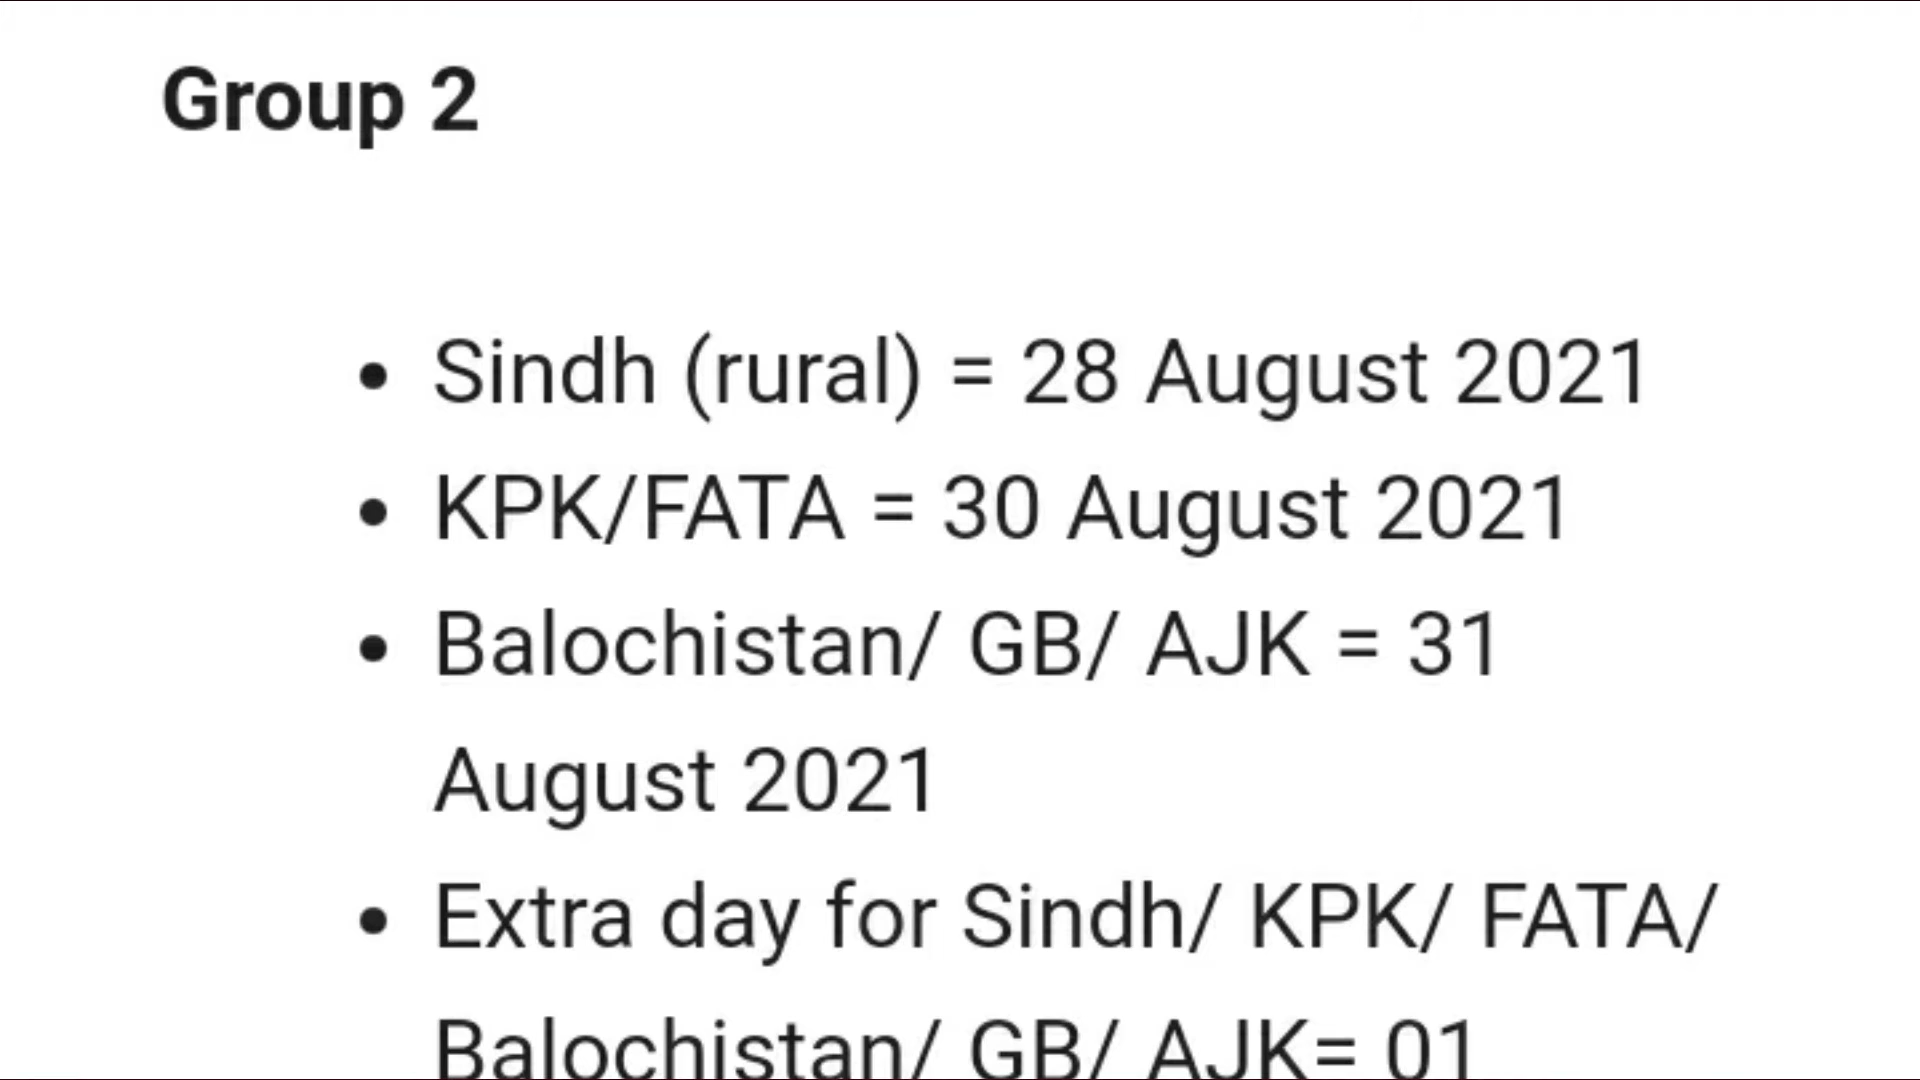 Group 2
• Sindh (rural) = 28 August 2021
• KPK/FATA = 30 August 2021
• Balochistan/ GB/ AJK = 31
August 2021
• Extra day for Sindh/ KPK/ FATA/
Balochistan/ GB/ AJK= 01